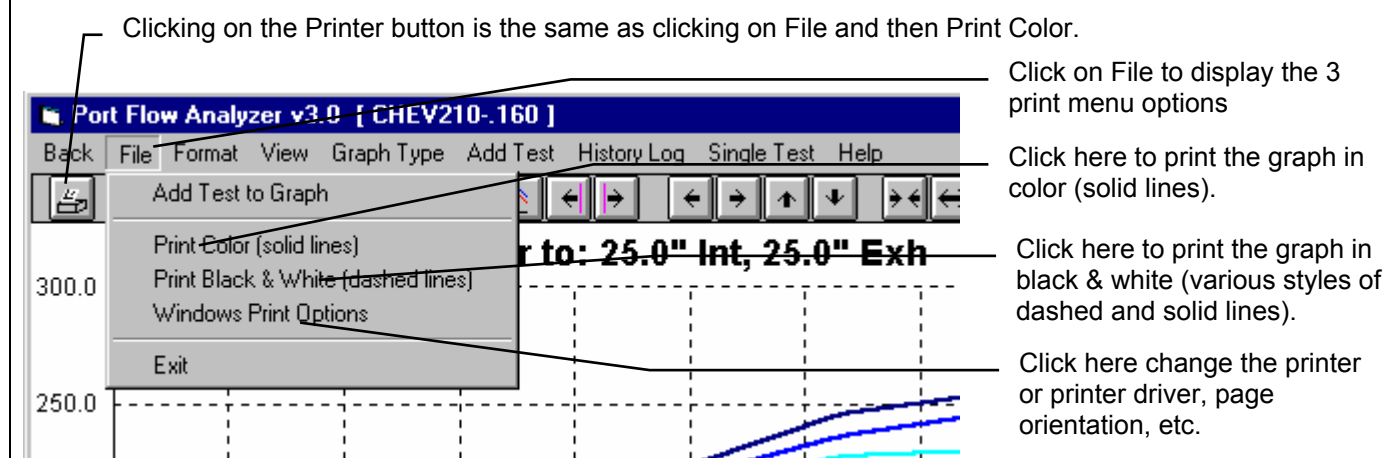 Clicking on the Printer button is the same as clicking on File and then Print Color.
Click on File to display the 3
print menu options
Port Flow Analyzer v3.0 [ CHEV210-.160 ]
Back File Format View Graph Type Add Test History Log Single Test Help
Click here to print the graph in
color (solid lines).
Add Test to Graph
Print Color (solid lines)
Print Black & White (dashed lines)
Windows Print Options
Exit
r to: 25.0" Int, 25.0" Exh
300.0
250.0
Click here to print the graph in
black & white (various styles of
dashed and solid lines).
Click here change the printer
or printer driver, page
orientation, etc.